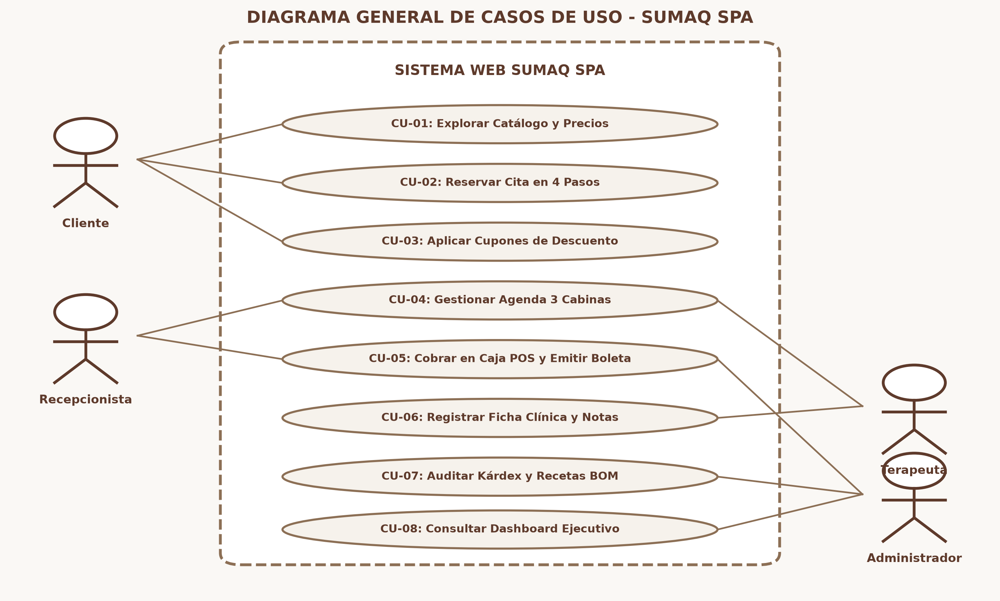 DIAGRAMA GENERAL DE CASOS DE USO - SUMAQ SPA
SISTEMA WEB SUMAQ SPA
CU-01: Explorar Catálogo y Precios
CU-02: Reservar Cita en 4 Pasos
Cliente
CU-03: Aplicar Cupones de Descuento
CU-04: Gestionar Agenda 3 Cabinas
CU-05: Cobrar en Caja POS y Emitir Boleta
Recepcionista
CU-06: Registrar Ficha Clínica y Notas
Terapeuta
CU-07: Auditar Kárdex y Recetas BOM
CU-08: Consultar Dashboard Ejecutivo
Administrador